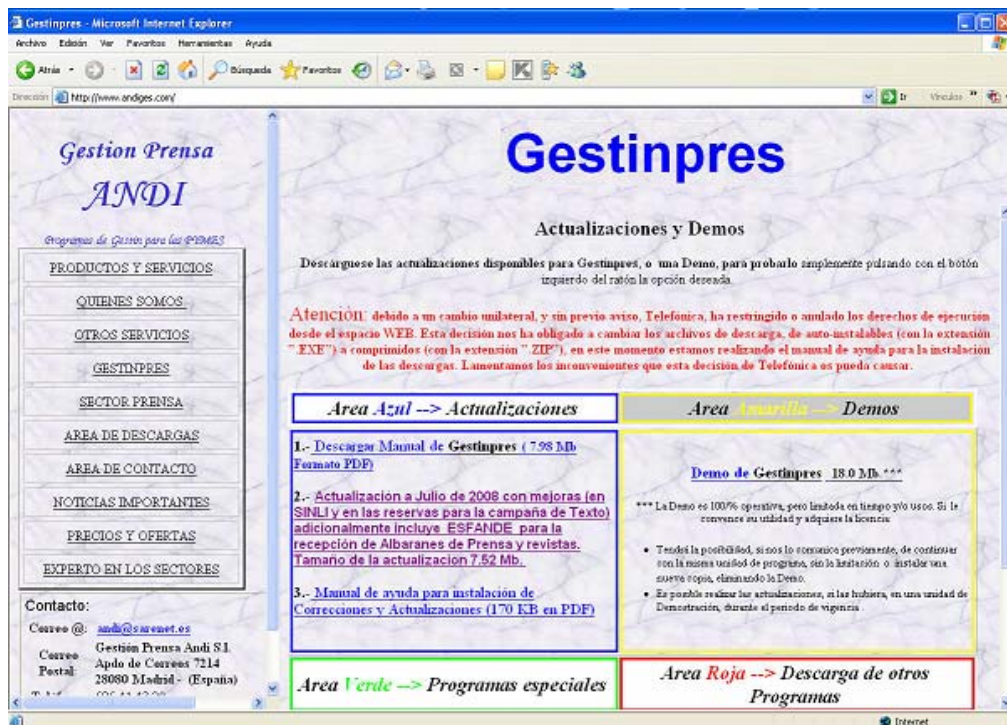 Gestinpres - Microsoft Internet Explorer
Archivo Edición Ver Favoritos Herramientas Ayuda
Atrás Búsqueda Favoritos
Dirección http://www.andiges.com/ Ir Vínculos
Gestion Prensa
ANDI
Programas de Gestión para las PYMES
PRODUCTOS Y SERVICIOS
QUIENES SOMOS
OTROS SERVICIOS
GESTINPRES
SECTOR PRENSA
AREA DE DESCARGAS
AREA DE CONTACTO
NOTICIAS IMPORTANTES
PRECIOS Y OFERTAS
EXPERTO EN LOS SECTORES
Contacto:
Correo @: andi@sarenet.es
Correo Postal: Gestión Prensa Andi S.L
Apdo de Correos 7214
28080 Madrid - (España)
Gestinpres
Actualizaciones y Demos
Descárguese las actualizaciones disponibles para Gestinpres, o una Demo, para probarlo simplemente pulsando con el botón
izquierdo del ratón la opción deseada.
Atención: debido a un cambio unilateral, y sin previo aviso, Telefónica, ha restringido o anulado los derechos de ejecución
desde el espacio WEB. Esta decisión nos ha obligado a cambiar los archivos de descarga, de auto-instalables (con la extensión
".EXE") a comprimidos (con la extensión ".ZIP"), en este momento estamos realizando el manual de ayuda para la instalación
de las descargas. Lamentamos los inconvenientes que esta decisión de Telefónica os pueda causar.
Area Azul --> Actualizaciones
1.- Descargar Manual de Gestinpres ( 7.98 Mb
Formato PDF)
2.- Actualización a Julio de 2008 con mejoras (en
SINLI y en las reservas para la campaña de Texto)
adicionalmente incluye ESFANDE para la
recepción de Albaranes de Prensa y revistas.
Tamaño de la actualizacion 7.52 Mb.
3.- Manual de ayuda para instalación de
Correcciones y Actualizaciones (170 KB en PDF)
Area Amarilla --> Demos
Demo de Gestinpres 18.0 Mb ***
*** La Demo es 100% operativa, pero limitada en tiempo y/o usos. Si le
convence su utilidad y adquiere la licencia:
• Tendrá la posibilidad, si nos lo comunica previamente, de continuar
con la misma unidad de programa, sin la limitación o instalar una
nueva copia, eliminando la Demo.
• Es posible realizar las actualizaciones, si las hubiera, en una unidad de
Demostración, durante el periodo de vigencia.
Area Verde --> Programas especiales
Area Roja --> Descarga de otros
Programas
Internet